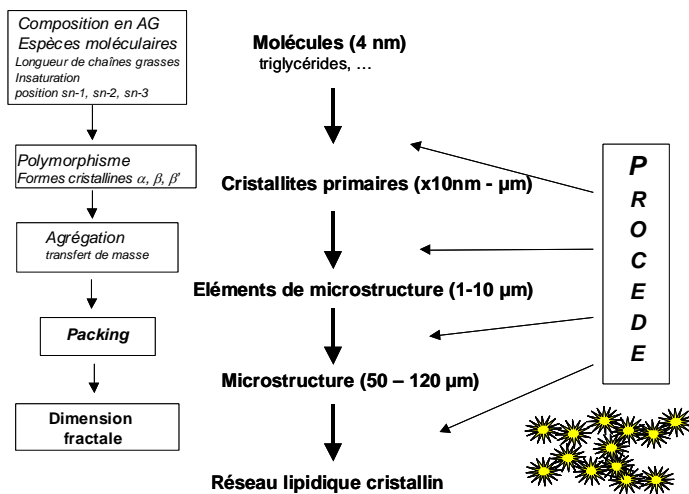 Composition en AG
Espèces moléculaires
Longueur de chaînes grasses
Insaturation
position sn-1, sn-2, sn-3
Polymorphisme
Formes cristallines α, β, β'
Agrégation
transfert de masse
Packing
Dimension
fractale
Molécules (4 nm)
triglycérides, …
Cristallites primaires (x10nm - µm)
Eléments de microstructure (1-10 µm)
Microstructure (50 – 120 µm)
Réseau lipidique cristallin
P
R
O
C
E
D
E